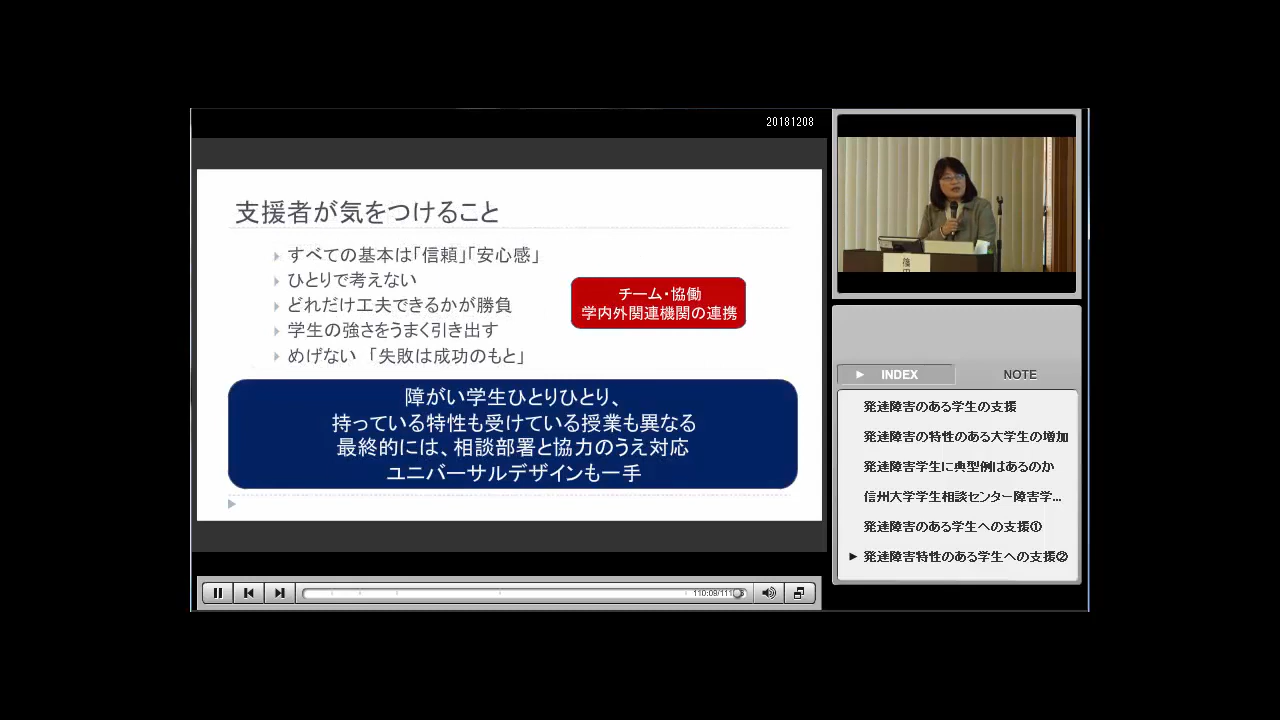 20181208
支援者が気をつけること
すべての基本は「信頼」「安心感」
ひとりで考えない
どれだけ工夫できるかが勝負
学生の強さをうまく引き出す
めげない 「失敗は成功のもと」
チーム・協働
学内外関連機関の連携
障がい学生ひとりひとり、
持っている特性も受けている授業も異なる
最終的には、相談部署と協力のうえ対応
ユニバーサルデザインも一手
INDEX
NOTE
発達障害のある学生の支援
発達障害の特性のある大学生の増加
発達障害学生に典型例はあるのか
信州大学学生相談センター障害学...
発達障害のある学生への支援①
発達障害特性のある学生への支援②